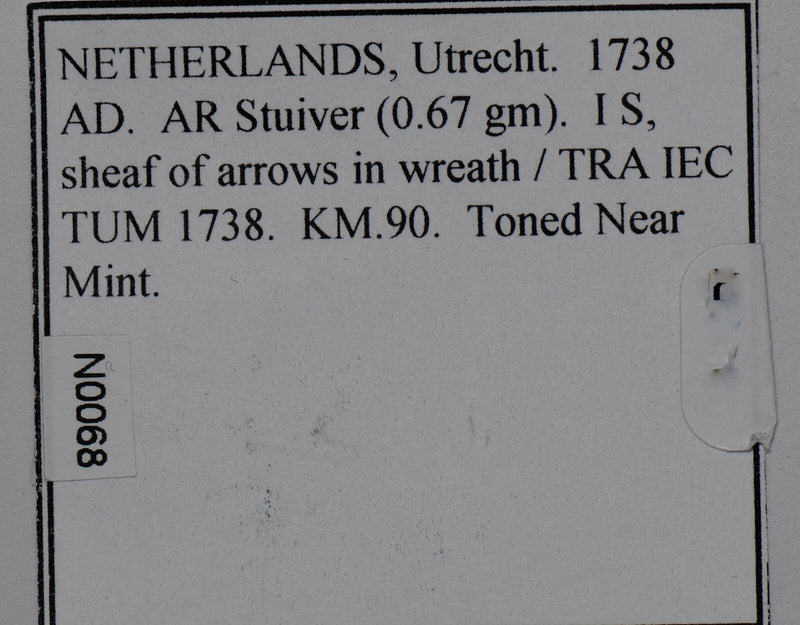 NETHERLANDS, Utrecht. 1738
AD. AR Stuiver (0.67 gm). I S,
sheaf of arrows in wreath / TRA IEC
TUM 1738. KM.90. Toned Near
Mint.
N0068